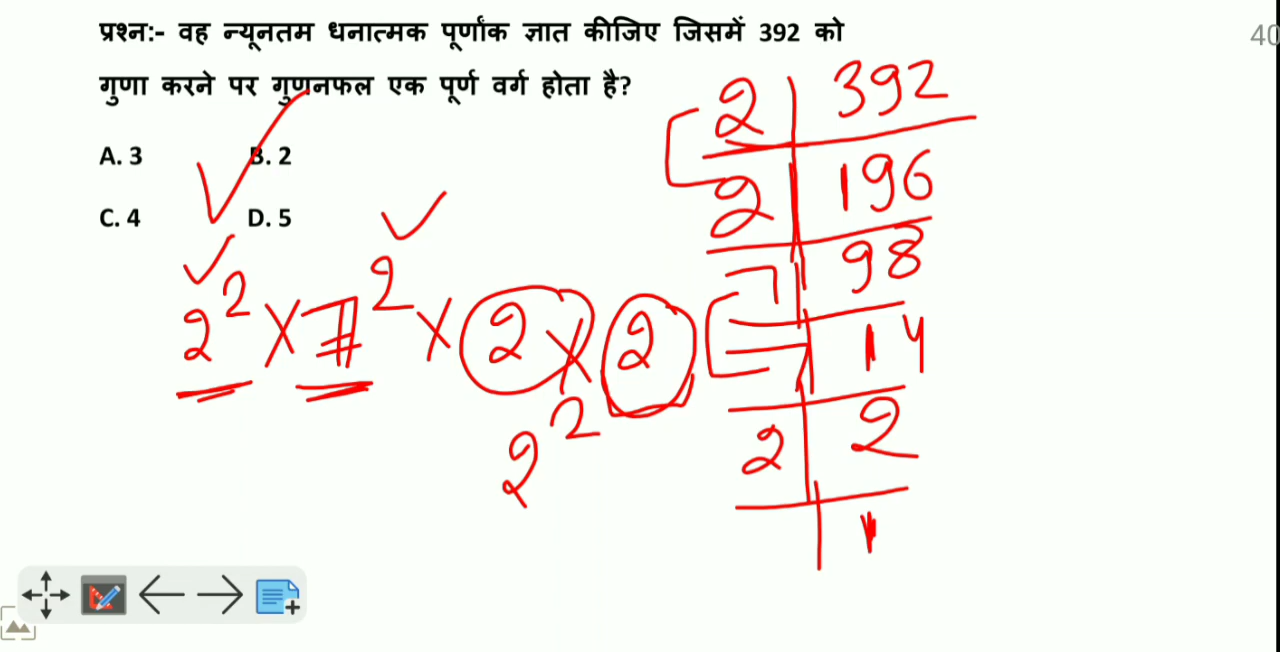 प्रश्न:- वह न्यूनतम धनात्मक पूर्णांक ज्ञात कीजिए जिसमें 392 को
गुणा करने पर गुणनफल एक पूर्ण वर्ग होता है?
A. 3 B. 2
C. 4 D. 5
2² × 7² × 2 × 2
2²
2 | 392
2 | 196
7 | 98
7 | 14
2 | 2
| 1
40